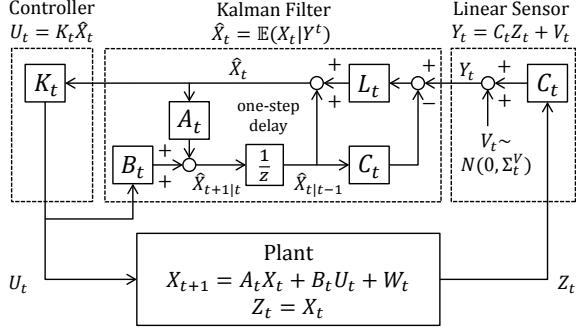 Controller
U_t = K_t X̂_t
Kalman Filter
X̂_t = 𝔼(X_t|Y^t)
Linear Sensor
Y_t = C_t Z_t + V_t
K_t
X̂_t
+
+
L_t
+
−
Y_t
+
+
C_t
A_t
one-step
delay
V_t~
N(0, Σ_t^V)
B_t
+
+
X̂_{t+1|t}
1/z
X̂_{t|t−1}
C_t
U_t
Plant
X_{t+1} = A_t X_t + B_t U_t + W_t
Z_t = X_t
Z_t